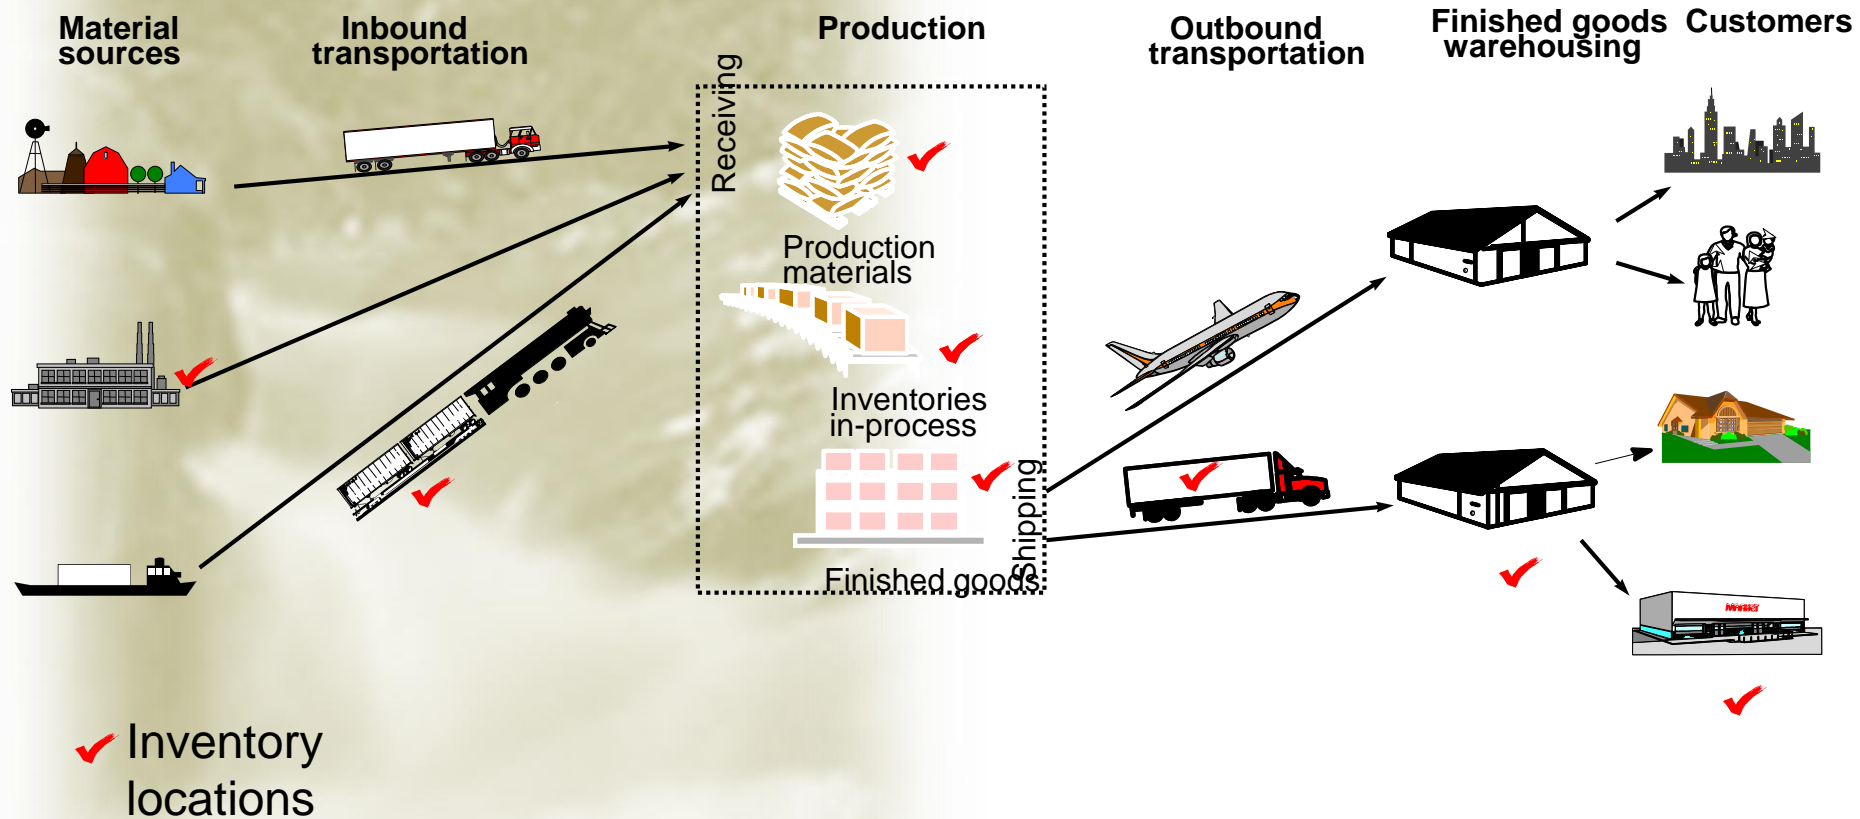 Material
sources
Inbound
transportation
Production
Outbound
transportation
Finished goods
warehousing
Customers
Receiving
Production
materials
Inventories
in-process
Finished goods
Shipping
Inventory
locations